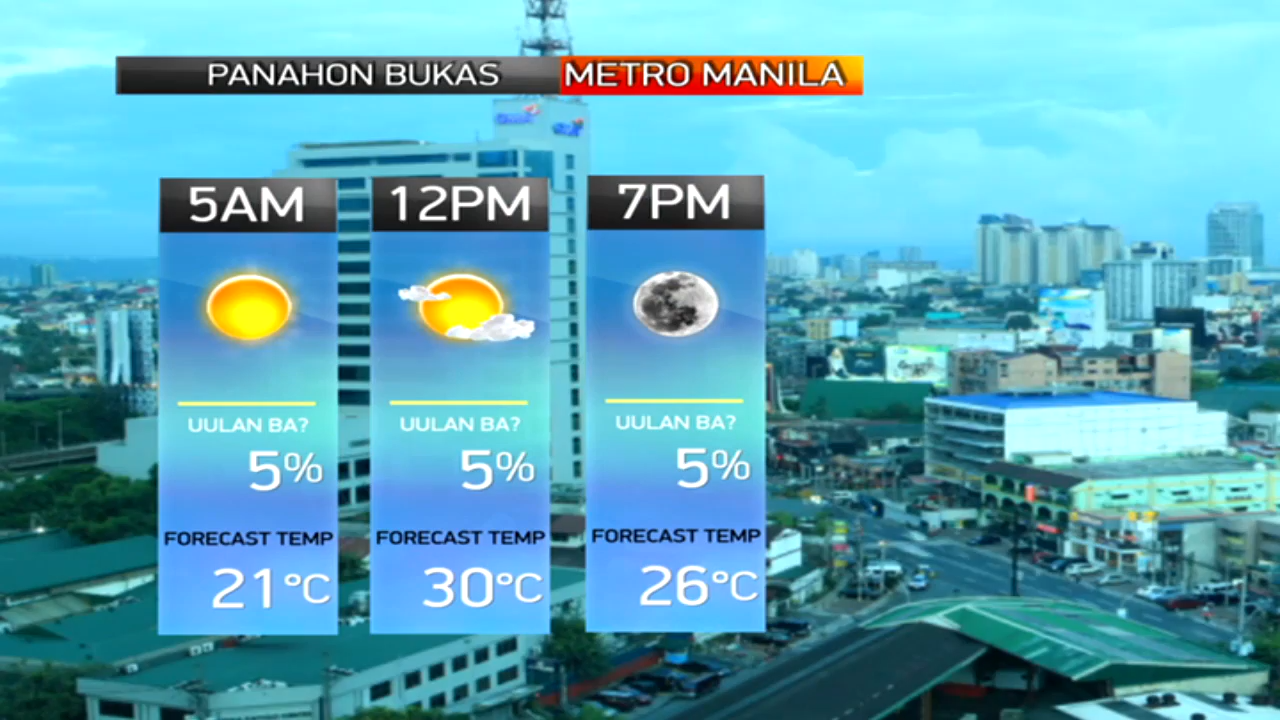 PANAHON BUKAS METRO MANILA
5AM
UULAN BA?
5%
FORECAST TEMP
21°C
12PM
UULAN BA?
5%
FORECAST TEMP
30°C
7PM
UULAN BA?
5%
FORECAST TEMP
26°C